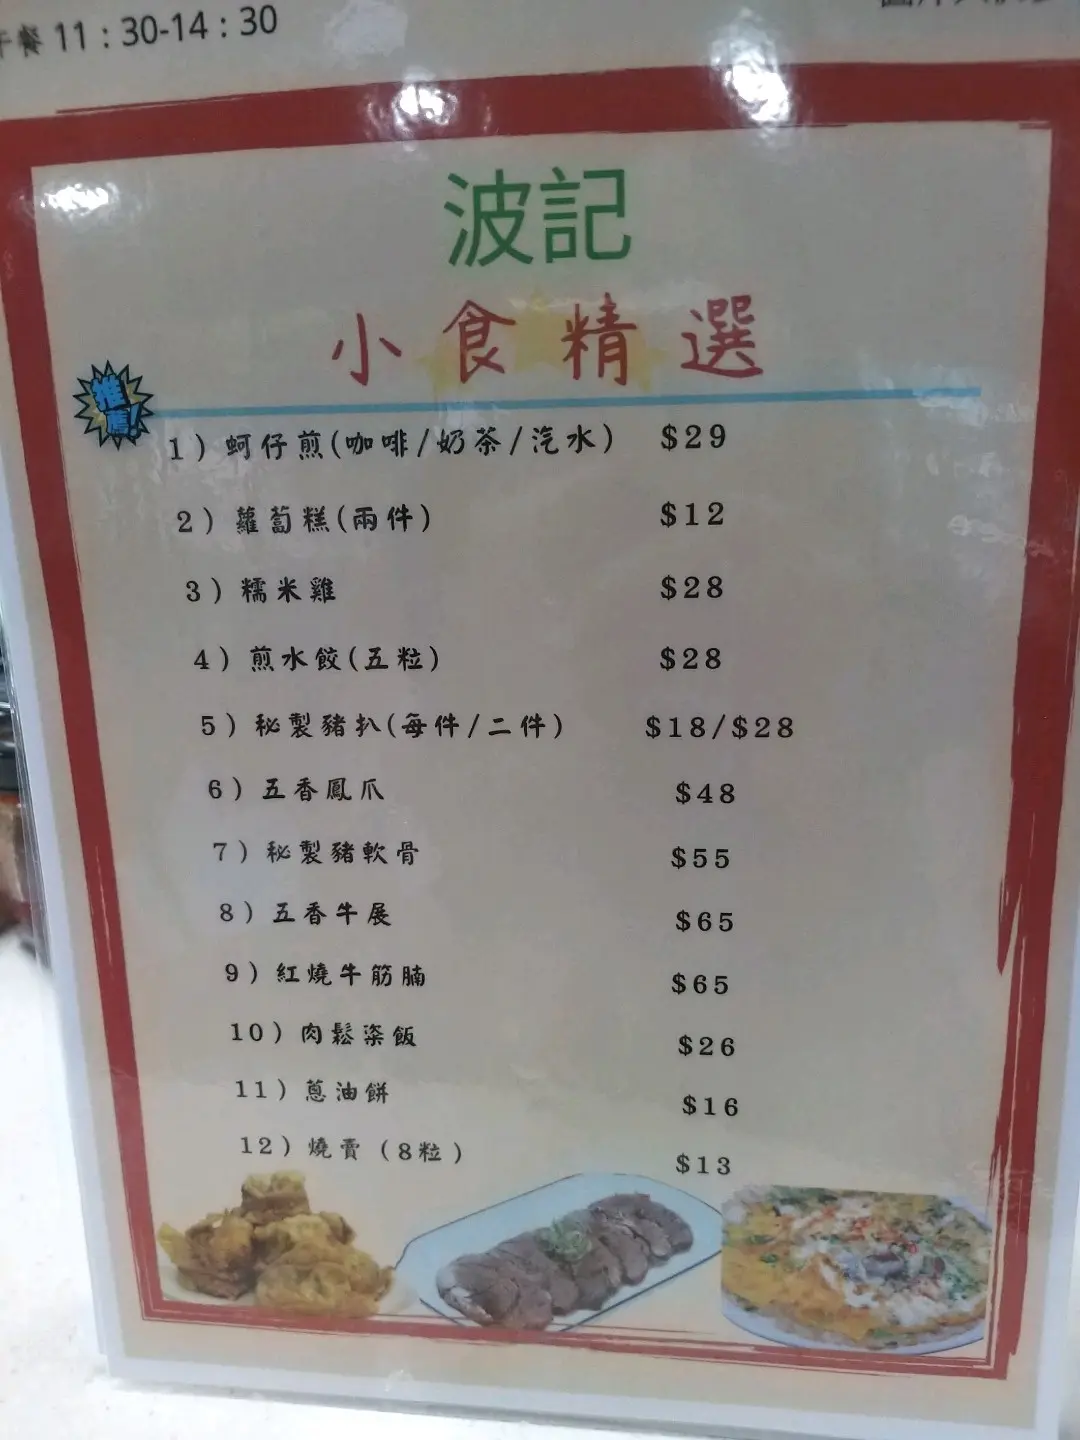 午餐 11：30-14：30
波記
小食精選
推薦!
1) 蚵仔煎(咖啡/奶茶/汽水) $29
2) 蘿蔔糕(兩件) $12
3) 糯米雞 $28
4) 煎水餃(五粒) $28
5) 秘製豬扒(每件/二件) $18/$28
6) 五香鳳爪 $48
7) 秘製豬軟骨 $55
8) 五香牛展 $65
9) 紅燒牛筋腩 $65
10) 肉鬆粢飯 $26
11) 蔥油餅 $16
12) 燒賣 (8粒) $13